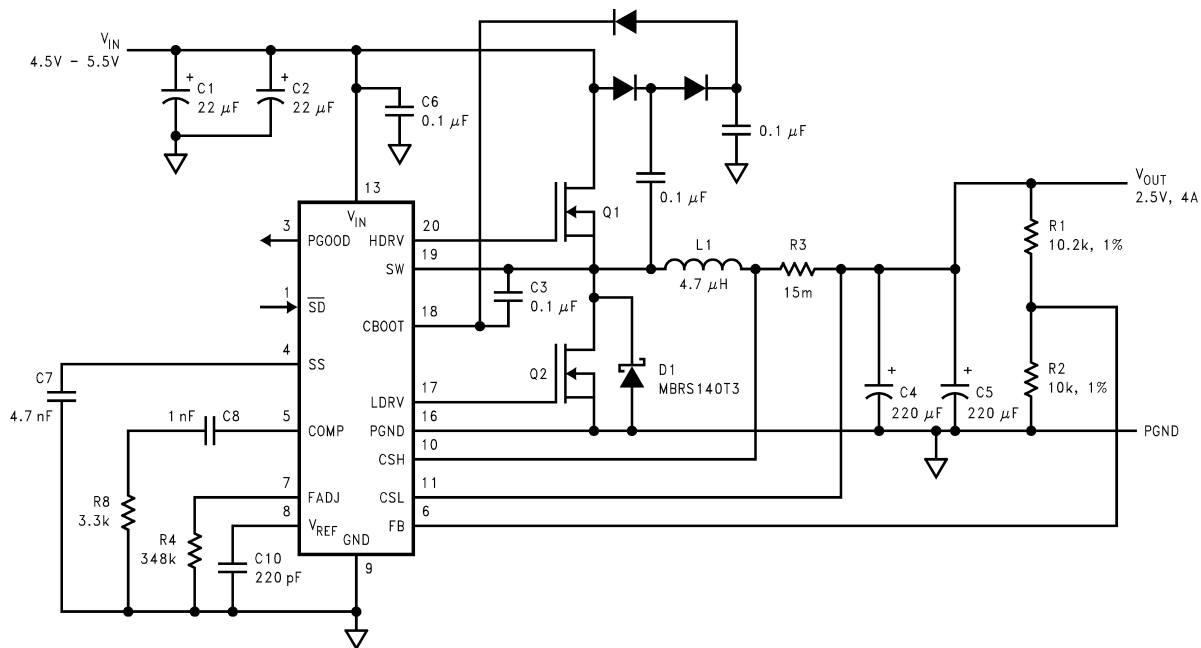 V_IN
4.5V – 5.5V
+
C1
22 μF
+
C2
22 μF
C6
0.1 μF
0.1 μF
0.1 μF
13
V_IN
3
PGOOD
HDRV
20
Q1
19
SW
L1
4.7 μH
R3
15m
V_OUT
2.5V, 4A
R1
10.2k, 1%
1
S̅D̅
C3
0.1 μF
18
CBOOT
4
SS
C7
4.7 nF
Q2
D1
MBRS140T3
R2
10k, 1%
17
LDRV
+
C4
220 μF
+
C5
220 μF
1 nF
C8
5
COMP
16
PGND
PGND
10
CSH
7
FADJ
11
CSL
R8
3.3k
8
V_REF
6
FB
R4
348k
GND
9
C10
220 pF